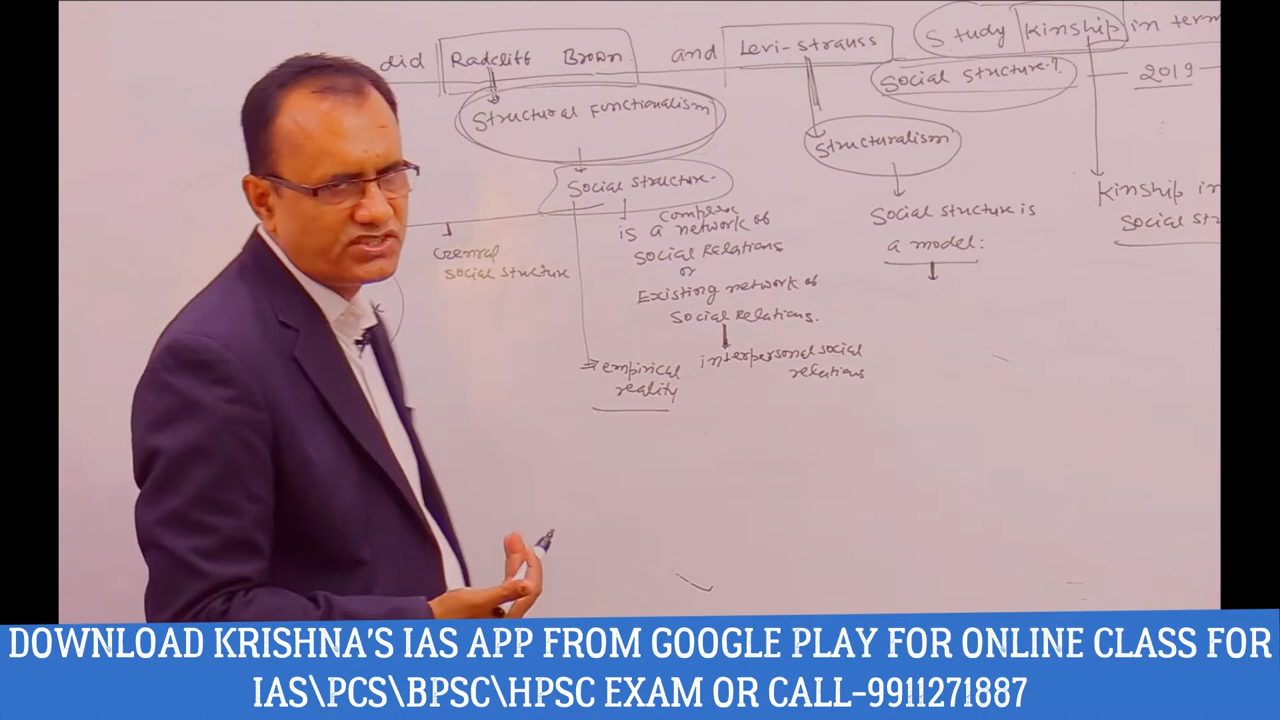 did Radcliff Brown and Levi-strauss Study Kinship in term
Social structure? — 2019 —
Structural Functionalism
Structuralism
Social structure.
Kinship in
Social st
Social structure is
a model:
complex
is a network of
Social Relations
or
Existing network of
Social Relations.
social structure
interpersonal social
relations
⇒ empirical
reality
DOWNLOAD KRISHNA'S IAS APP FROM GOOGLE PLAY FOR ONLINE CLASS FOR
IAS\PCS\BPSC\HPSC EXAM OR CALL-9911271887